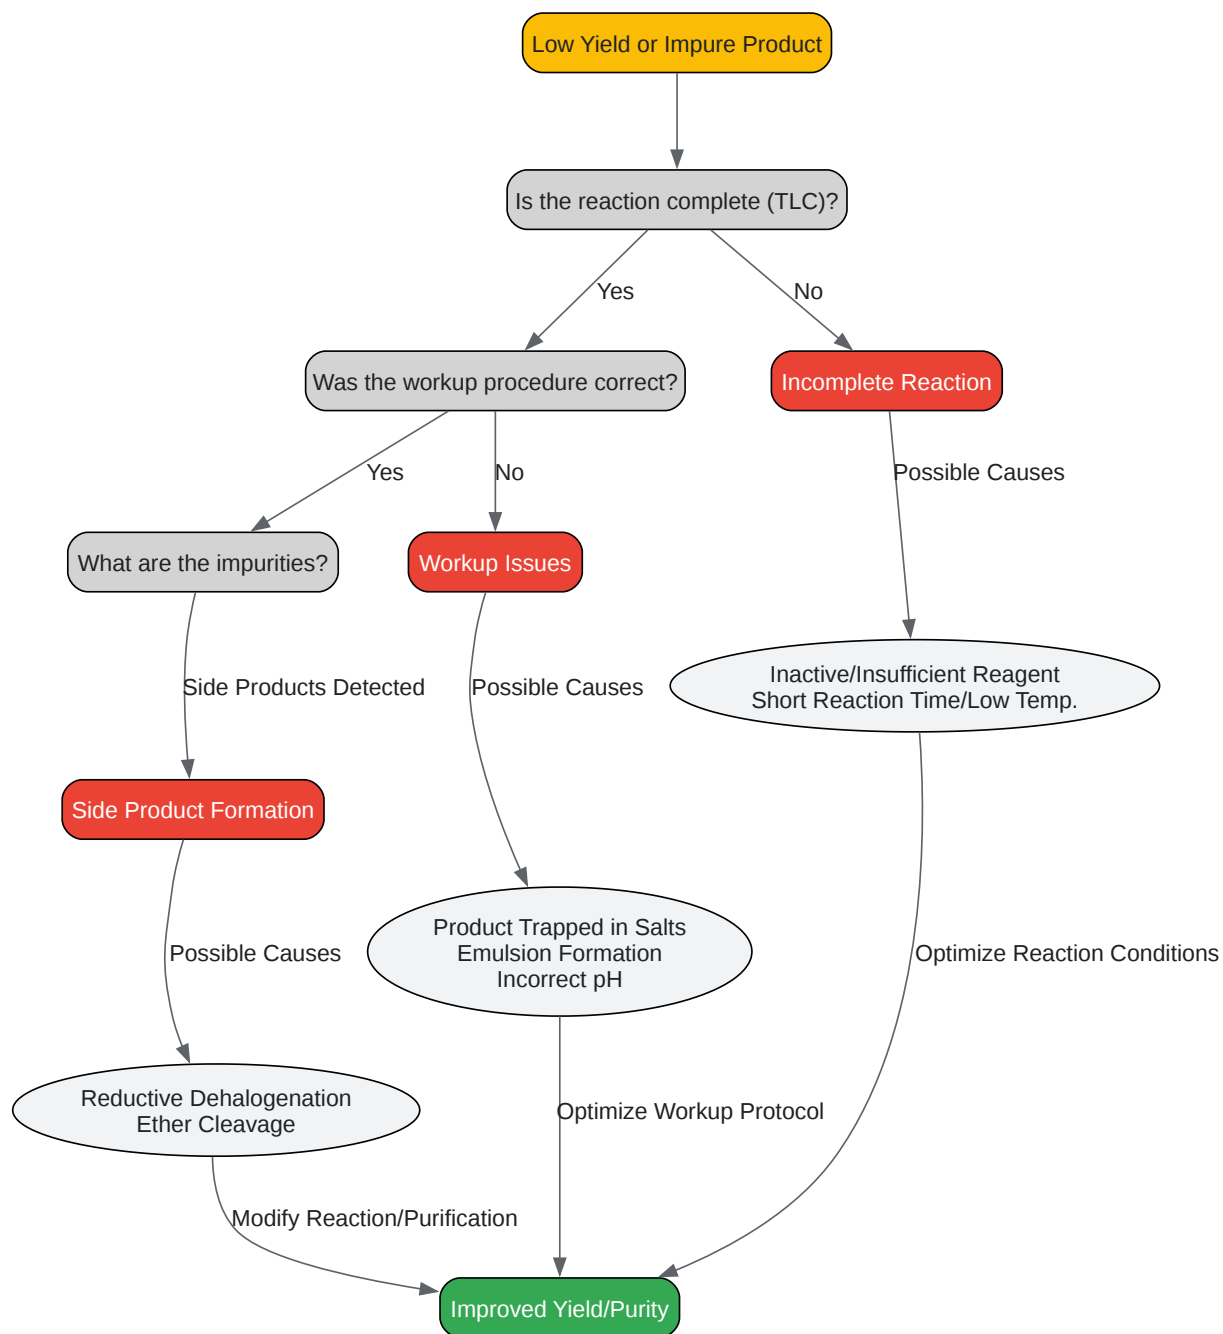 Low Yield or Impure Product
Is the reaction complete (TLC)?
Yes
No
Was the workup procedure correct?
Incomplete Reaction
Yes
No
Possible Causes
What are the impurities?
Workup Issues
Inactive/Insufficient Reagent
Short Reaction Time/Low Temp.
Side Products Detected
Possible Causes
Side Product Formation
Product Trapped in Salts
Emulsion Formation
Incorrect pH
Possible Causes
Optimize Reaction Conditions
Reductive Dehalogenation
Ether Cleavage
Optimize Workup Protocol
Modify Reaction/Purification
Improved Yield/Purity